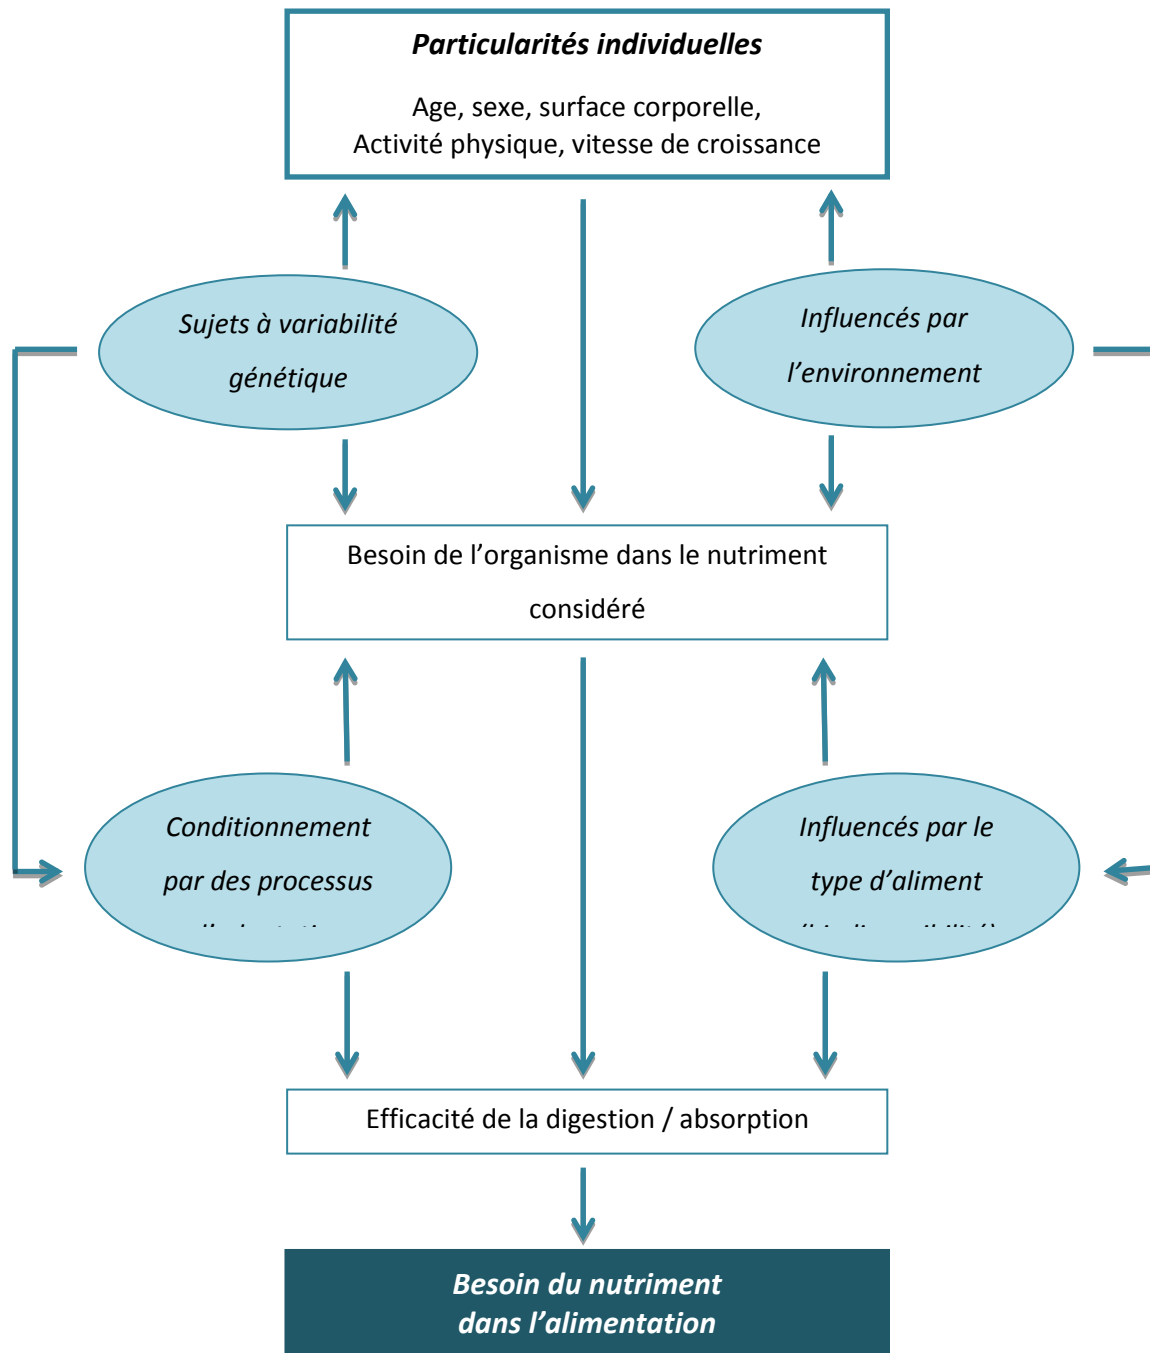 Particularités individuelles
Age, sexe, surface corporelle,
Activité physique, vitesse de croissance
Sujets à variabilité
génétique
Influencés par
l’environnement
Besoin de l’organisme dans le nutriment
considéré
Conditionnement
par des processus
Influencés par le
type d’aliment
Efficacité de la digestion / absorption
Besoin du nutriment
dans l’alimentation